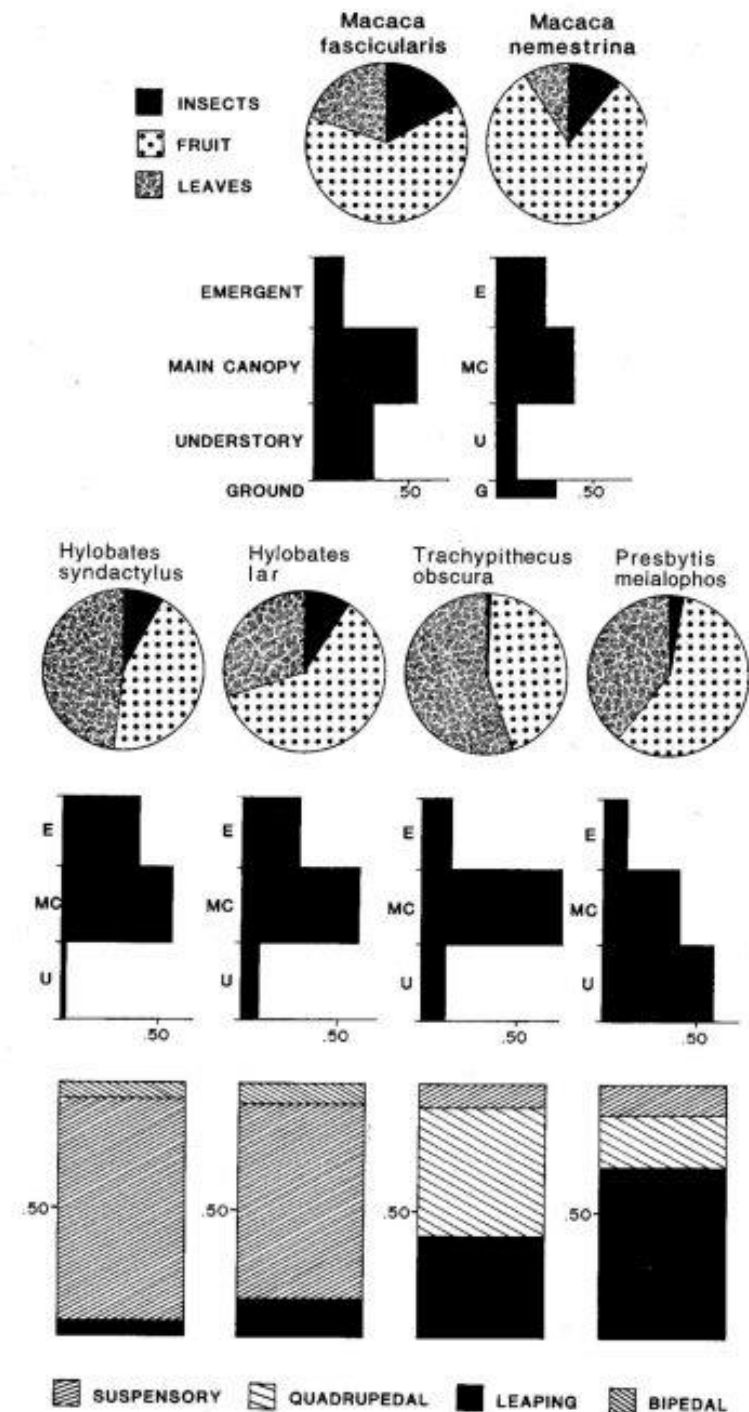 Macaca
fascicularis
Macaca
nemestrina
INSECTS
FRUIT
LEAVES
EMERGENT
MAIN CANOPY
UNDERSTORY
GROUND
.50
E
MC
U
G
.50
Hylobates
syndactylus
Hylobates
lar
Trachypithecus
obscura
Presbytis
melalophos
E
MC
U
.50
E
MC
U
.50
E
MC
U
.50
E
MC
U
.50
.50
.50
.50
.50
SUSPENSORY
QUADRUPEDAL
LEAPING
BIPEDAL